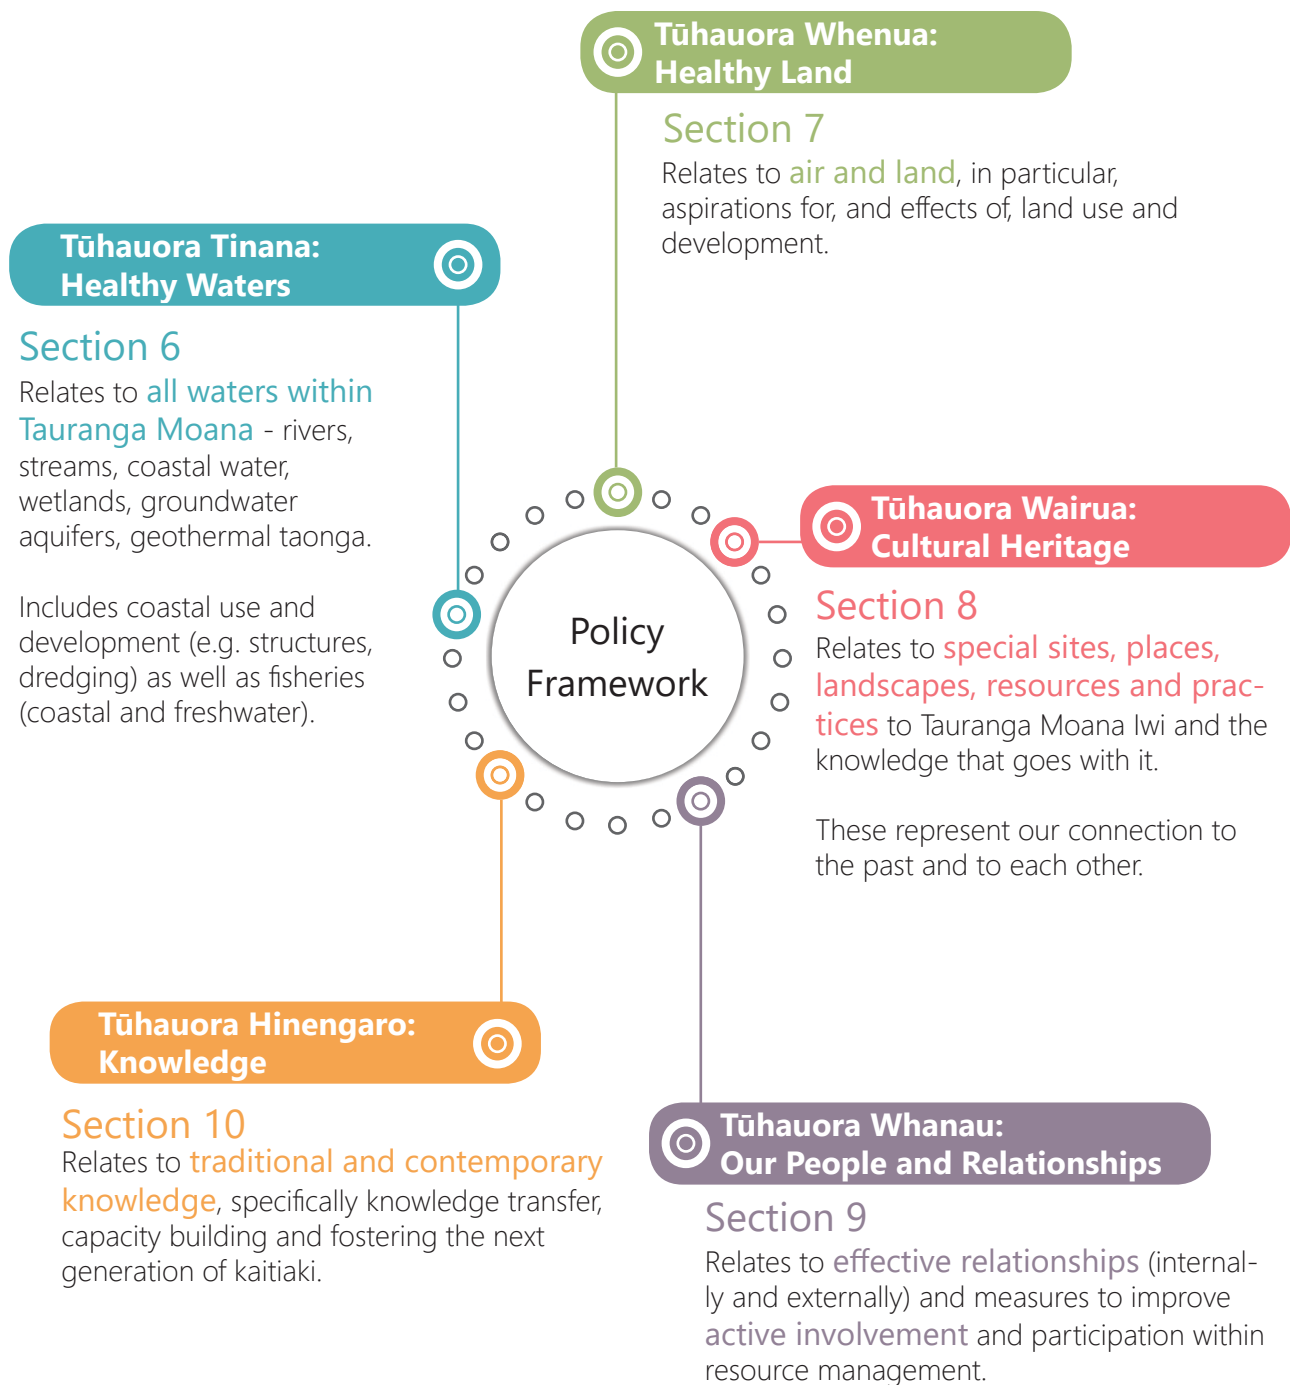 Tūhauora Whenua:
Healthy Land
Section 7
Relates to air and land, in particular,
aspirations for, and effects of, land use and
development.
Tūhauora Tinana:
Healthy Waters
Section 6
Relates to all waters within
Tauranga Moana - rivers,
streams, coastal water,
wetlands, groundwater
aquifers, geothermal taonga.
Includes coastal use and
development (e.g. structures,
dredging) as well as fisheries
(coastal and freshwater).
Policy
Framework
Tūhauora Wairua:
Cultural Heritage
Section 8
Relates to special sites, places,
landscapes, resources and prac-
tices to Tauranga Moana Iwi and the
knowledge that goes with it.
These represent our connection to
the past and to each other.
Tūhauora Hinengaro:
Knowledge
Section 10
Relates to traditional and contemporary
knowledge, specifically knowledge transfer,
capacity building and fostering the next
generation of kaitiaki.
Tūhauora Whanau:
Our People and Relationships
Section 9
Relates to effective relationships (internal-
ly and externally) and measures to improve
active involvement and participation within
resource management.